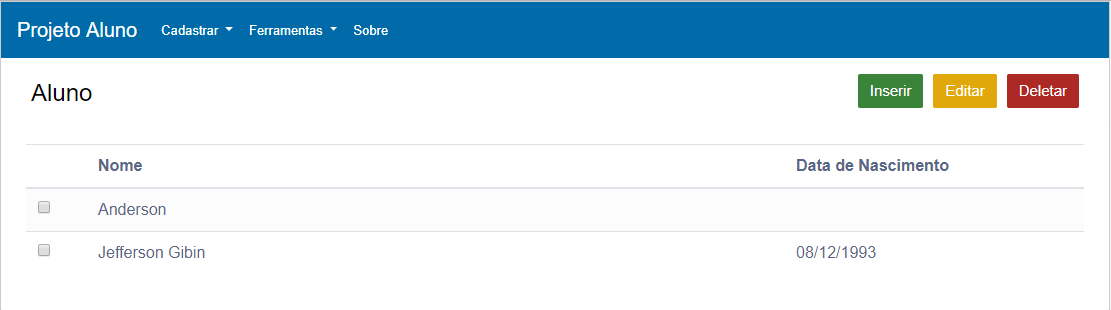 Projeto Aluno Cadastrar Ferramentas Sobre
Aluno Inserir Editar Deletar
Nome Data de Nascimento
Anderson
Jefferson Gibin 08/12/1993